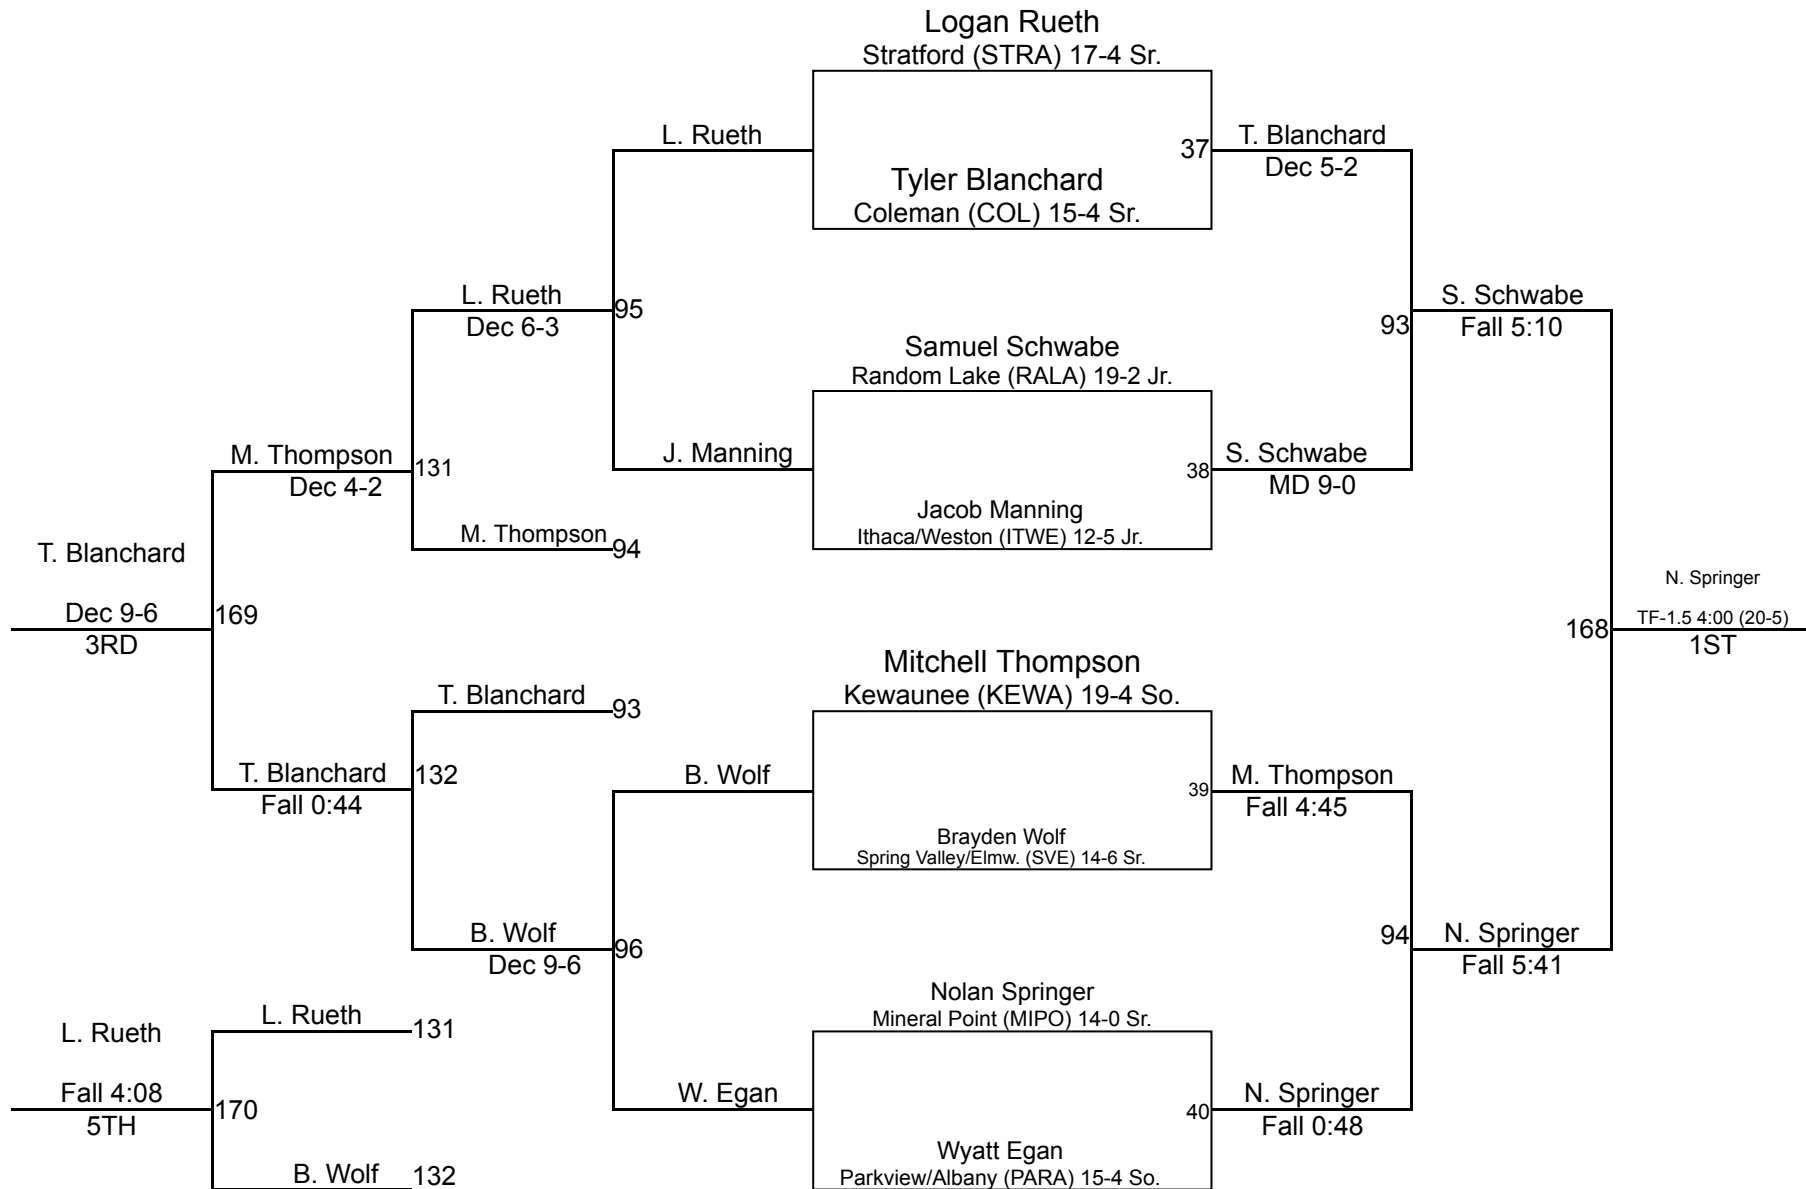 Logan Rueth
Stratford (STRA) 17-4 Sr.
L. Rueth
37
T. Blanchard
Dec 5-2
Tyler Blanchard
Coleman (COL) 15-4 Sr.
L. Rueth
Dec 6-3
95
93
S. Schwabe
Fall 5:10
Samuel Schwabe
Random Lake (RALA) 19-2 Jr.
M. Thompson
Dec 4-2
131
J. Manning
38
S. Schwabe
MD 9-0
Jacob Manning
Ithaca/Weston (ITWE) 12-5 Jr.
M. Thompson
94
T. Blanchard
Dec 9-6
3RD
169
168
N. Springer
TF-1.5 4:00 (20-5)
1ST
Mitchell Thompson
Kewaunee (KEWA) 19-4 So.
T. Blanchard
93
T. Blanchard
Fall 0:44
132
B. Wolf
39
M. Thompson
Fall 4:45
Brayden Wolf
Spring Valley/Elmw. (SVE) 14-6 Sr.
B. Wolf
Dec 9-6
96
94
N. Springer
Fall 5:41
Nolan Springer
Mineral Point (MIPO) 14-0 Sr.
L. Rueth
131
L. Rueth
Fall 4:08
5TH
170
W. Egan
40
N. Springer
Fall 0:48
Wyatt Egan
Parkview/Albany (PARA) 15-4 So.
B. Wolf
132